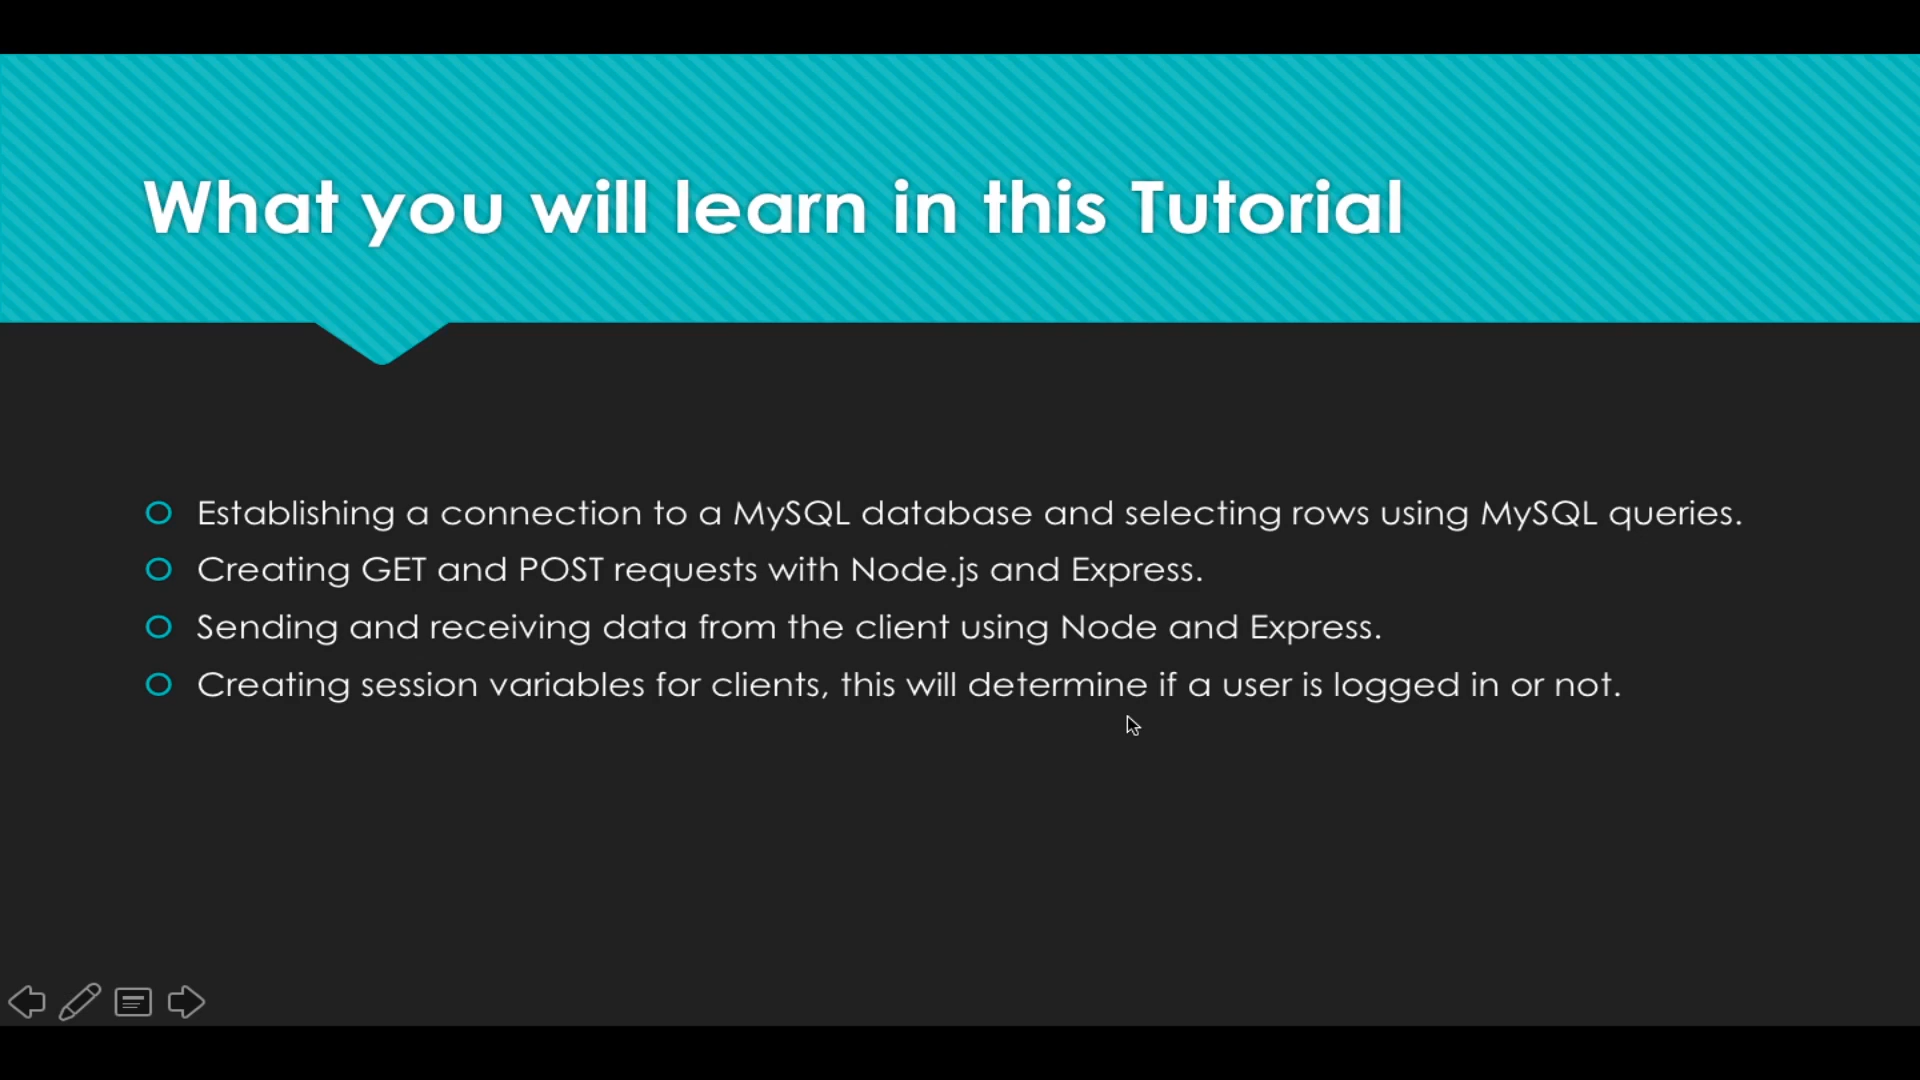 What you will learn in this Tutorial
Establishing a connection to a MySQL database and selecting rows using MySQL queries.
Creating GET and POST requests with Node.js and Express.
Sending and receiving data from the client using Node and Express.
Creating session variables for clients, this will determine if a user is logged in or not.